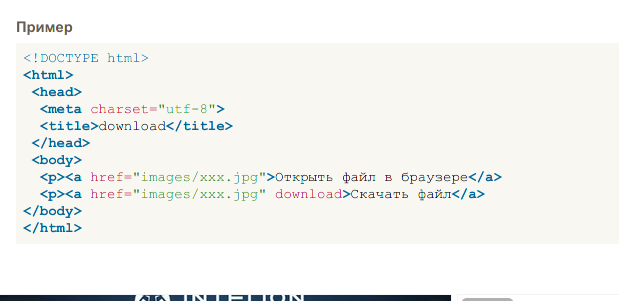 Пример
<!DOCTYPE html>
<html>
<head>
<meta charset="utf-8">
<title>download</title>
</head>
<body>
<p><a href="images/xxx.jpg">Открыть файл в браузере</a>
<p><a href="images/xxx.jpg" download>Скачать файл</a>
</body>
</html>